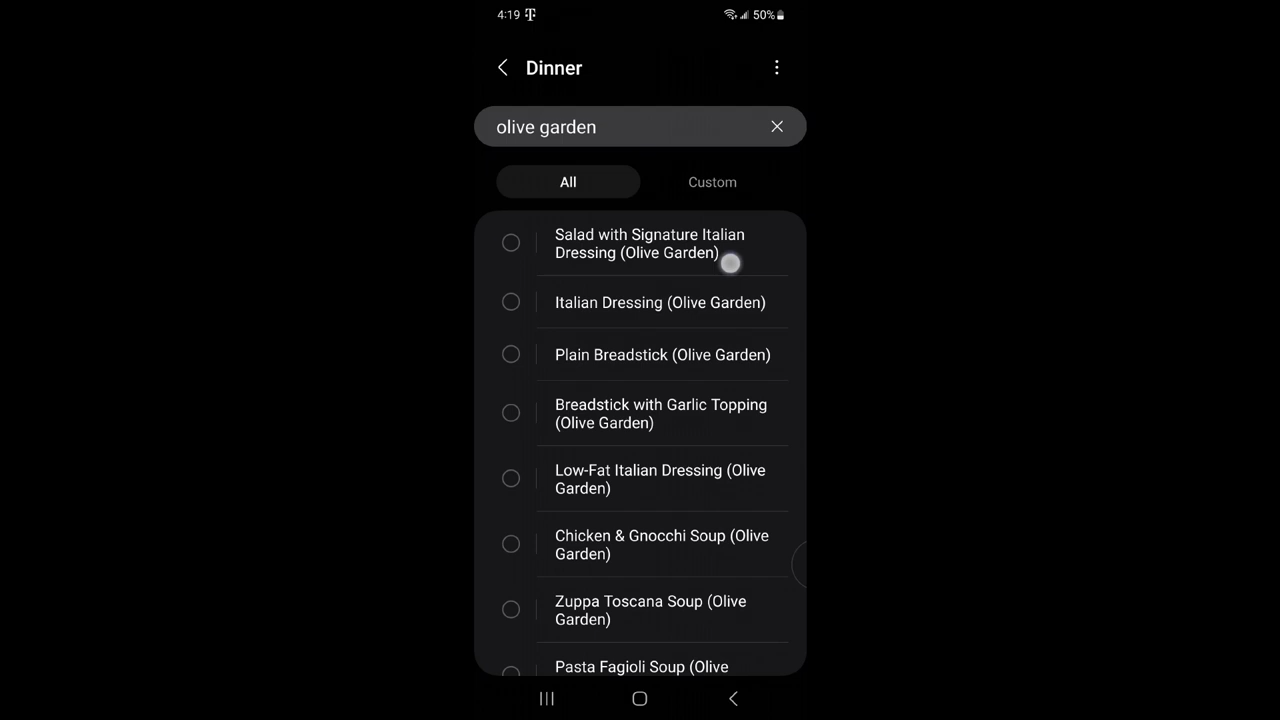 4:19 T 50%
Dinner
olive garden
All Custom
Salad with Signature Italian
Dressing (Olive Garden)
Italian Dressing (Olive Garden)
Plain Breadstick (Olive Garden)
Breadstick with Garlic Topping
(Olive Garden)
Low-Fat Italian Dressing (Olive
Garden)
Chicken & Gnocchi Soup (Olive
Garden)
Zuppa Toscana Soup (Olive
Garden)
Pasta Fagioli Soup (Olive